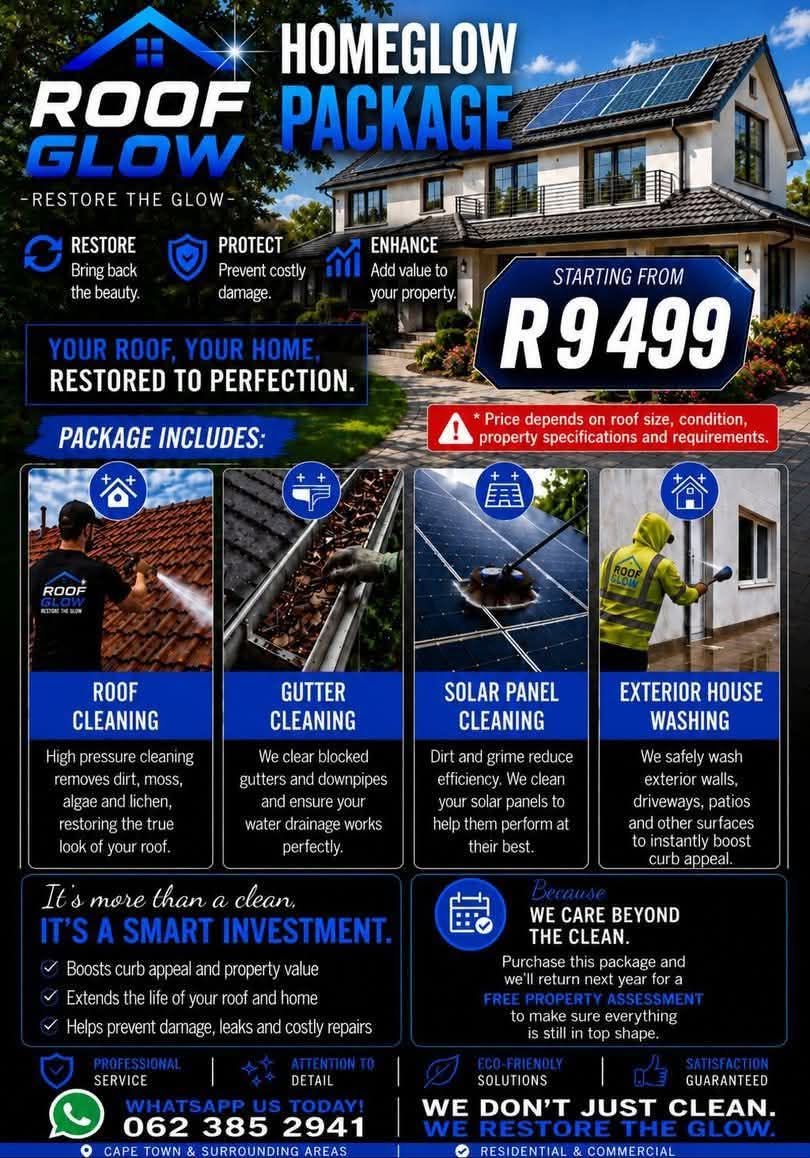 ROOF
GLOW
-RESTORE THE GLOW-
HOMEGLOW
PACKAGE
RESTORE
Bring back
the beauty.
PROTECT
Prevent costly
damage.
ENHANCE
Add value to
your property.
STARTING FROM
R9499
YOUR ROOF, YOUR HOME,
RESTORED TO PERFECTION.
* Price depends on roof size, condition,
property specifications and requirements.
PACKAGE INCLUDES:
ROOF
GLOW
RESTORE THE GLOW
ROOF
GLOW
ROOF
CLEANING
High pressure cleaning
removes dirt, moss,
algae and lichen,
restoring the true
look of your roof.
GUTTER
CLEANING
We clear blocked
gutters and downpipes
and ensure your
water drainage works
perfectly.
SOLAR PANEL
CLEANING
Dirt and grime reduce
efficiency. We clean
your solar panels to
help them perform at
their best.
EXTERIOR HOUSE
WASHING
We safely wash
exterior walls,
driveways, patios
and other surfaces
to instantly boost
curb appeal.
It's more than a clean.
IT'S A SMART INVESTMENT.
Boosts curb appeal and property value
Extends the life of your roof and home
Helps prevent damage, leaks and costly repairs
Because
WE CARE BEYOND
THE CLEAN.
Purchase this package and
we'll return next year for a
FREE PROPERTY ASSESSMENT
to make sure everything
is still in top shape.
PROFESSIONAL
SERVICE
ATTENTION TO
DETAIL
ECO-FRIENDLY
SOLUTIONS
SATISFACTION
GUARANTEED
WHATSAPP US TODAY!
062 385 2941
WE DON'T JUST CLEAN.
WE RESTORE THE GLOW.
CAPE TOWN & SURROUNDING AREAS
RESIDENTIAL & COMMERCIAL